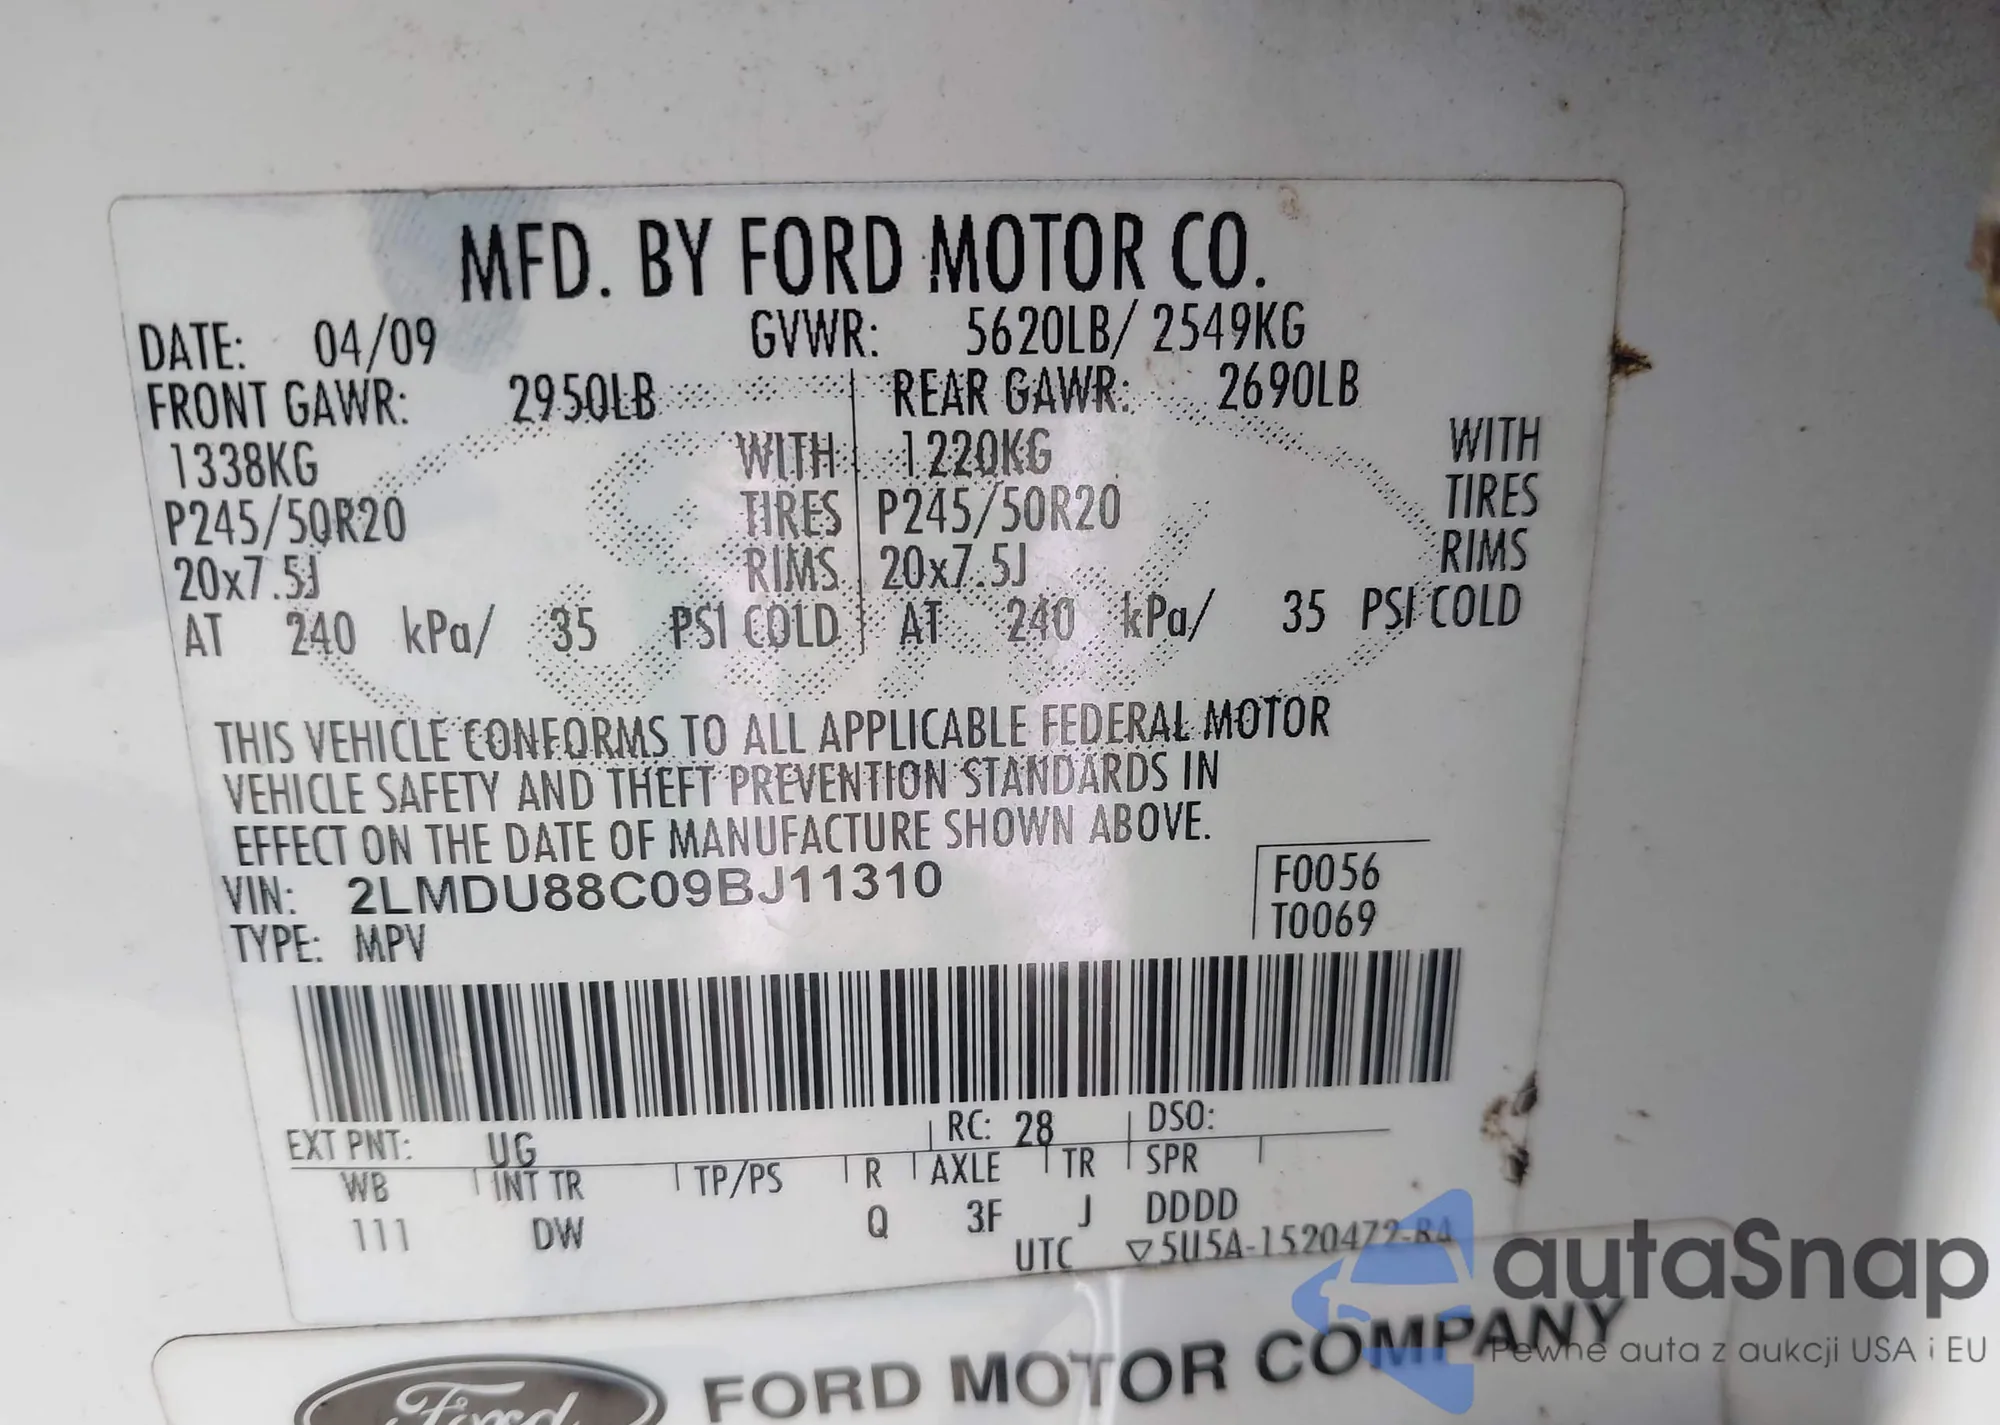 MFD. BY FORD MOTOR CO.
DATE: 04/09 GVWR: 5620LB/ 2549KG
FRONT GAWR: 2950LB REAR GAWR: 2690LB
1338KG WITH 1220KG WITH
P245/50R20 TIRES P245/50R20 TIRES
20x7.5J RIMS 20x7.5J RIMS
AT 240 kPa/ 35 PSI COLD AT 240 kPa/ 35 PSI COLD
THIS VEHICLE CONFORMS TO ALL APPLICABLE FEDERAL MOTOR
VEHICLE SAFETY AND THEFT PREVENTION STANDARDS IN
EFFECT ON THE DATE OF MANUFACTURE SHOWN ABOVE.
VIN: 2LMDU88C09BJ11310 F0056
TYPE: MPV T0069
EXT PNT: UG RC: 28 DSO:
WB INT TR TP/PS R AXLE TR SPR
111 DW Q 3F J DDDD
UTC ▽5U5A-1520472-BA
Ford FORD MOTOR COMPANY
autaSnap
Pewne auta z aukcji USA i EU